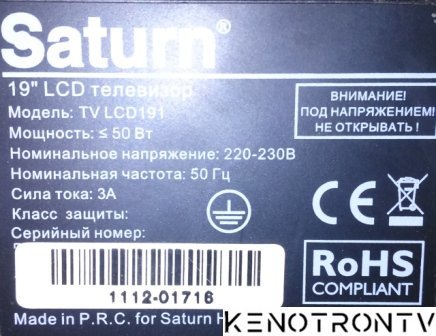 Saturn®
19" LCD телевизор
Модель: TV LCD191
Мощность: ≤ 50 Вт
Номинальное напряжение: 220-230В
Номинальная частота: 50 Гц
Сила тока: 3А
Класс защиты:
Серийный номер:
ВНИМАНИЕ!
ПОД НАПРЯЖЕНИЕМ!
НЕ ОТКРЫВАТЬ !
CE
RoHS
COMPLIANT
1112-01716
Made in P.R.C. for Saturn
KENOTRONTV